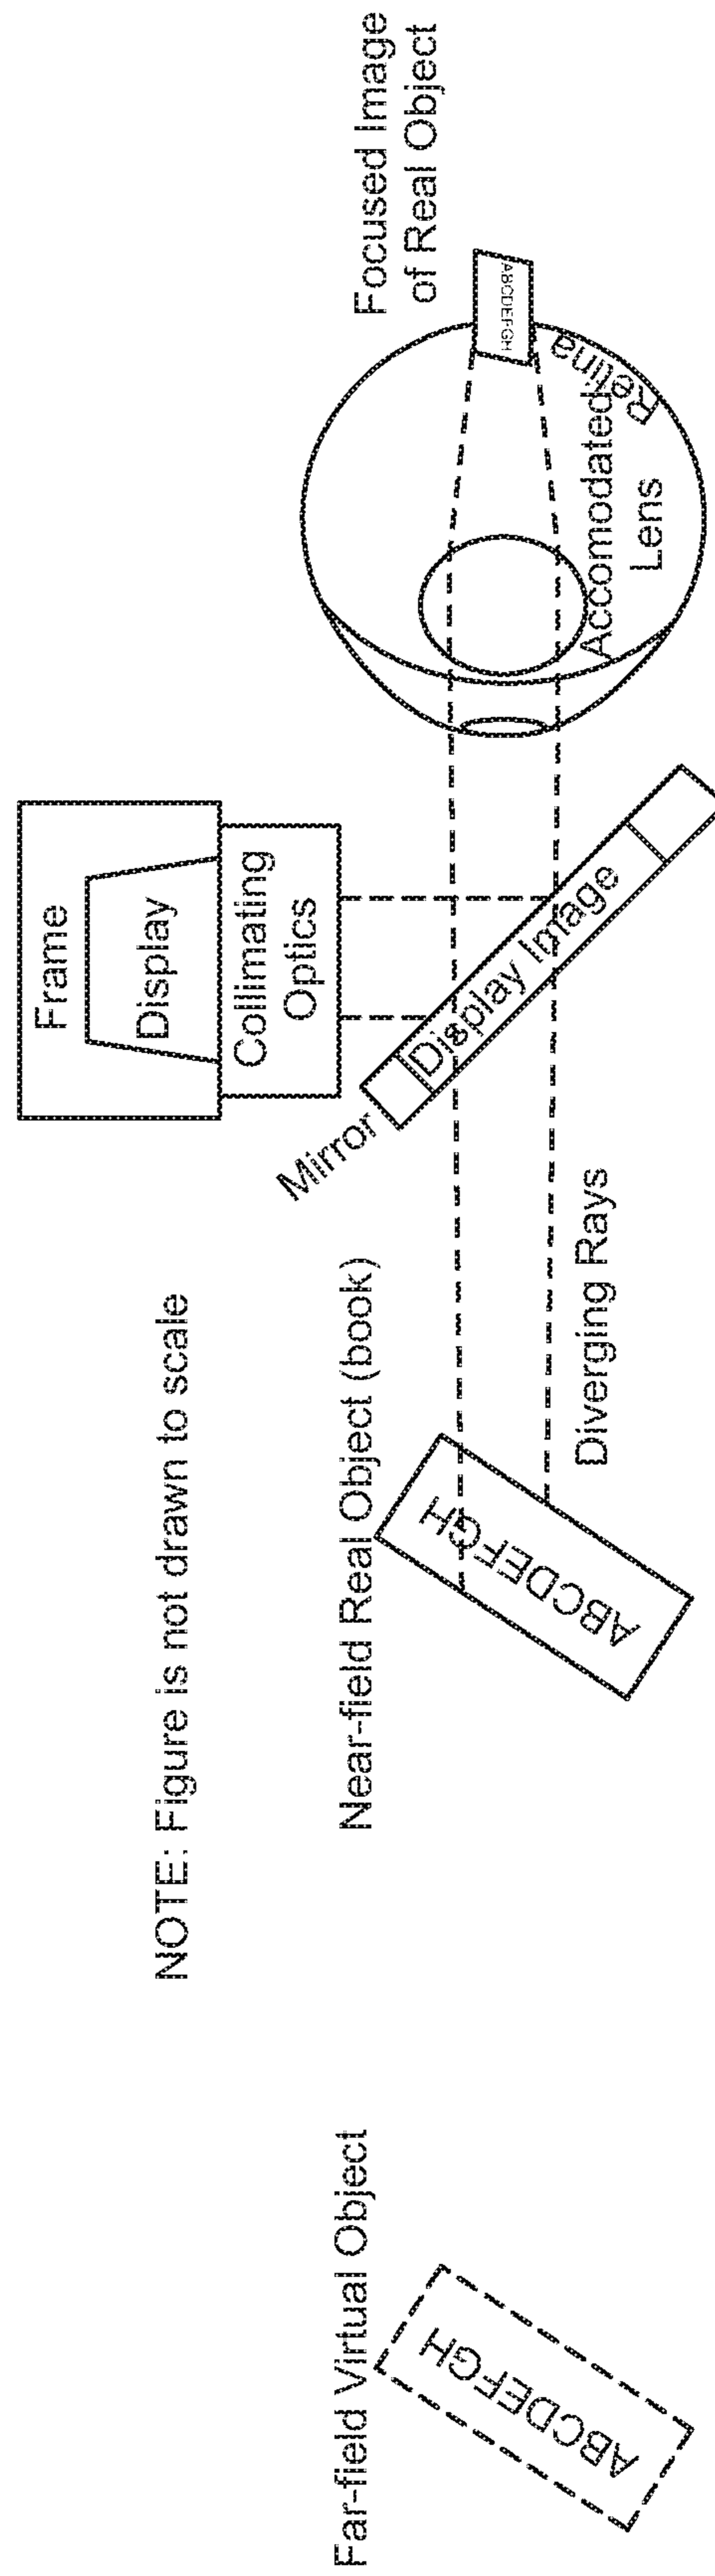 NOTE: Figure is not drawn to scale
Frame
Display
Collimating
Optics
Mirror
Display Image
Far-field Virtual Object
ABCDEFGH
Near-field Real Object (book)
ABCDEFGH
Diverging Rays
Accomodated
Lens
Retina
Focused Image
of Real Object
ABCDEFGH